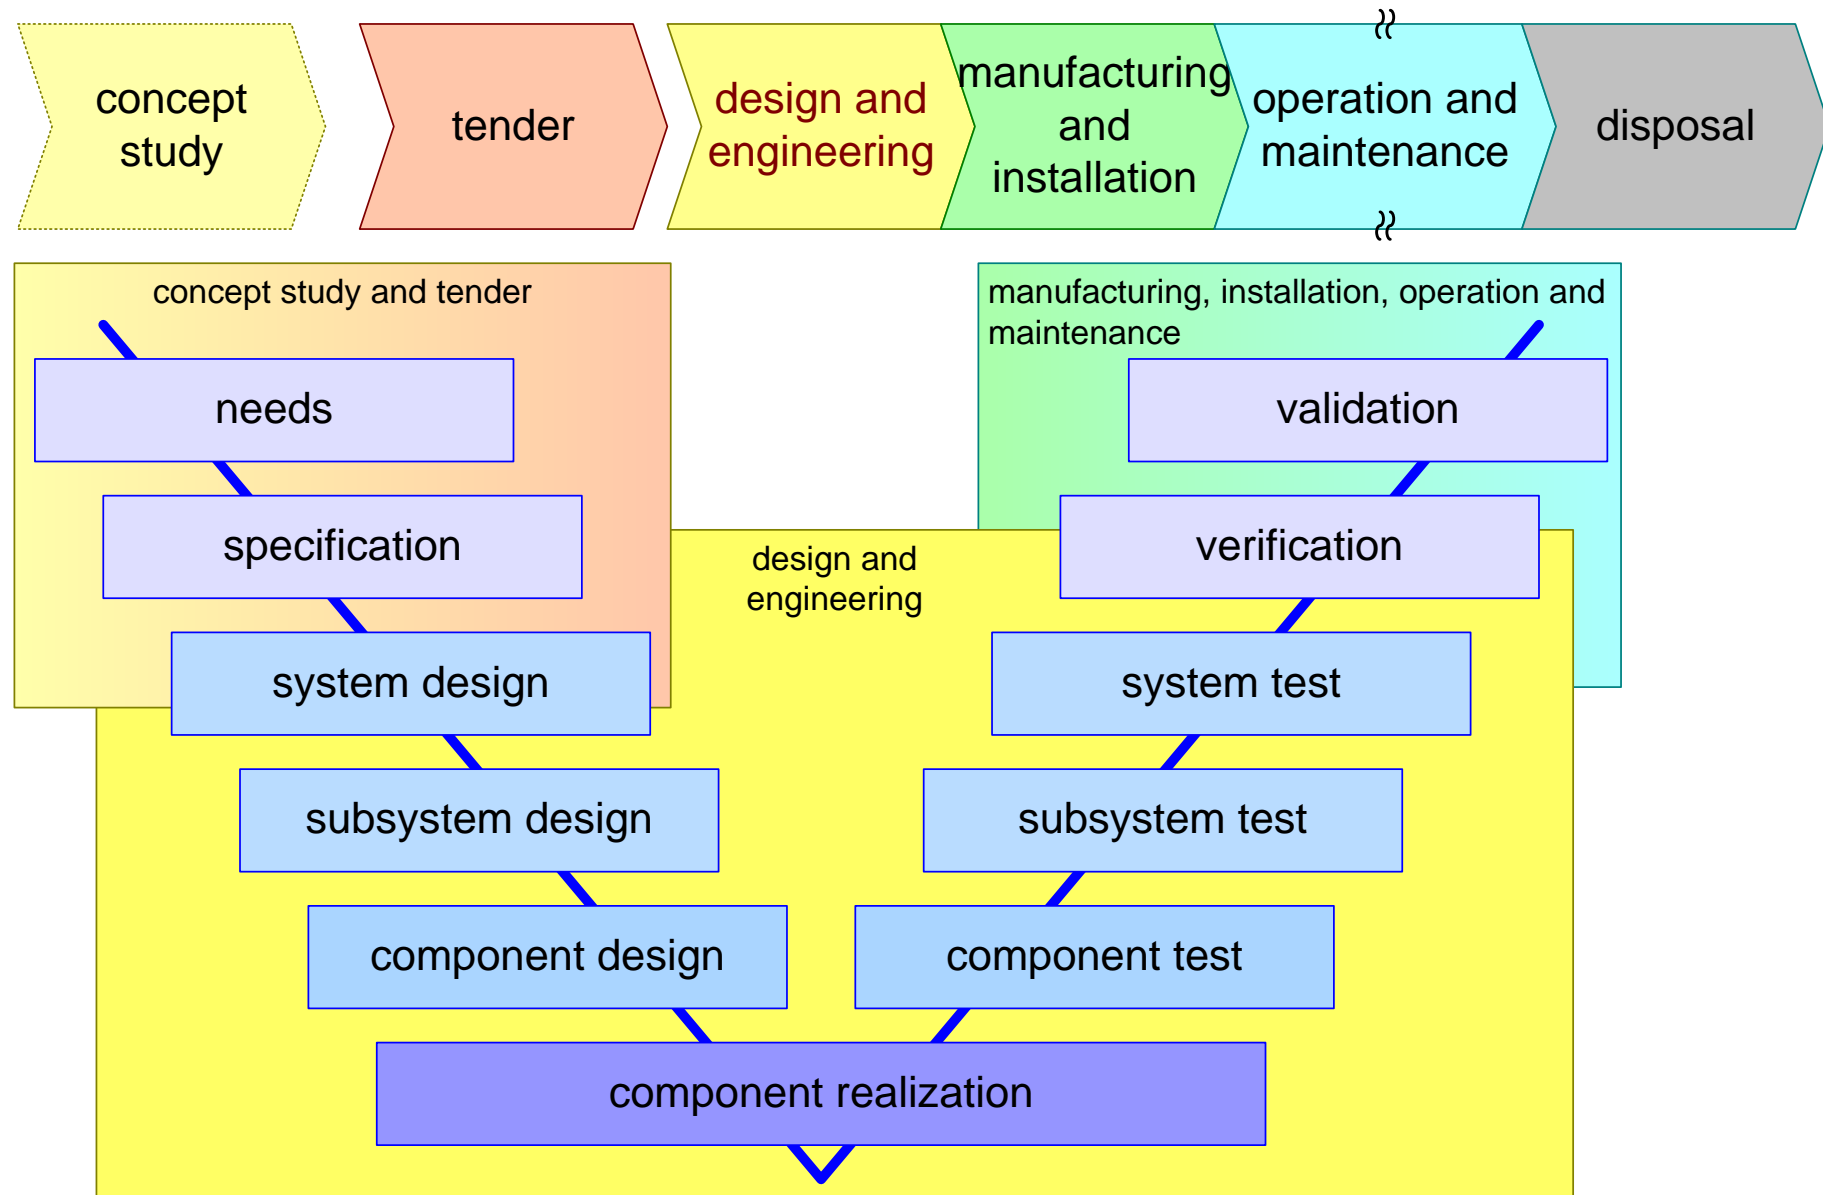 concept
study
tender
design and
engineering
manufacturing
and
installation
operation and
maintenance
disposal
concept study and tender
manufacturing, installation, operation and
maintenance
needs
validation
specification
verification
design and
engineering
system design
system test
subsystem design
subsystem test
component design
component test
component realization